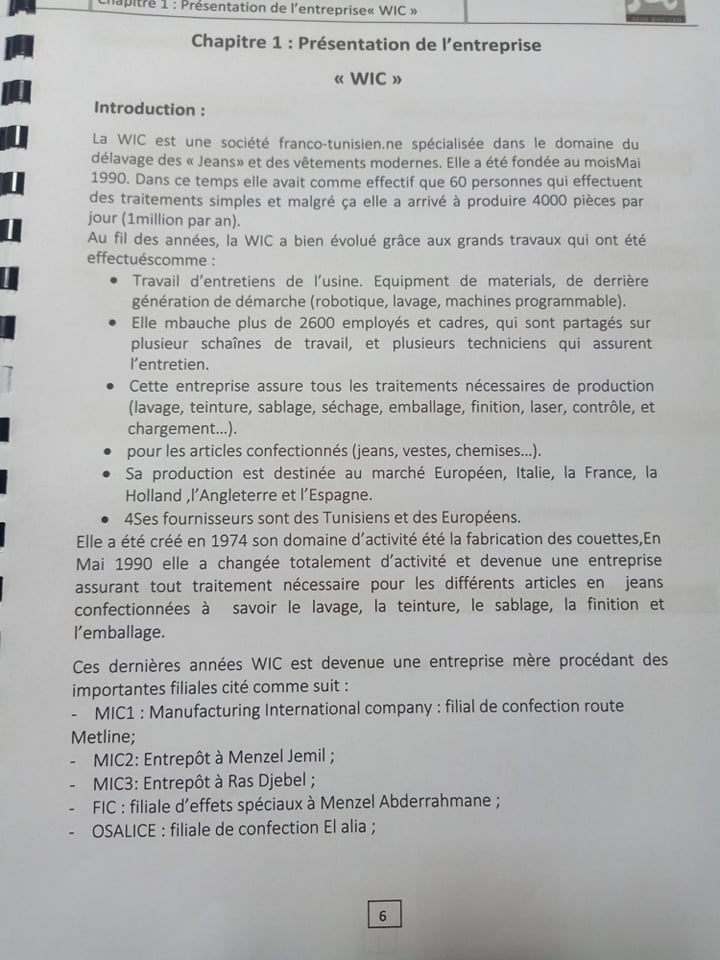 Chapitre 1 : Présentation de l'entreprise« WIC »
Chapitre 1 : Présentation de l'entreprise
« WIC »
Introduction :
La WIC est une société franco-tunisien.ne spécialisée dans le domaine du
délavage des « Jeans» et des vêtements modernes. Elle a été fondée au moisMai
1990. Dans ce temps elle avait comme effectif que 60 personnes qui effectuent
des traitements simples et malgré ça elle a arrivé à produire 4000 pièces par
jour (1million par an).
Au fil des années, la WIC a bien évolué grâce aux grands travaux qui ont été
effectuéscomme :
• Travail d'entretiens de l'usine. Equipment de materials, de derrière
génération de démarche (robotique, lavage, machines programmable).
• Elle mbauche plus de 2600 employés et cadres, qui sont partagés sur
plusieur schaînes de travail, et plusieurs techniciens qui assurent
l'entretien.
• Cette entreprise assure tous les traitements nécessaires de production
(lavage, teinture, sablage, séchage, emballage, finition, laser, contrôle, et
chargement...).
• pour les articles confectionnés (jeans, vestes, chemises...).
• Sa production est destinée au marché Européen, Italie, la France, la
Holland ,l'Angleterre et l'Espagne.
• 4Ses fournisseurs sont des Tunisiens et des Européens.
Elle a été créé en 1974 son domaine d'activité été la fabrication des couettes,En
Mai 1990 elle a changée totalement d'activité et devenue une entreprise
assurant tout traitement nécessaire pour les différents articles en jeans
confectionnées à savoir le lavage, la teinture, le sablage, la finition et
l'emballage.
Ces dernières années WIC est devenue une entreprise mère procédant des
importantes filiales cité comme suit :
- MIC1 : Manufacturing International company : filial de confection route
Metline;
- MIC2: Entrepôt à Menzel Jemil ;
- MIC3: Entrepôt à Ras Djebel ;
- FIC : filiale d'effets spéciaux à Menzel Abderrahmane ;
- OSALICE : filiale de confection El alia ;
6